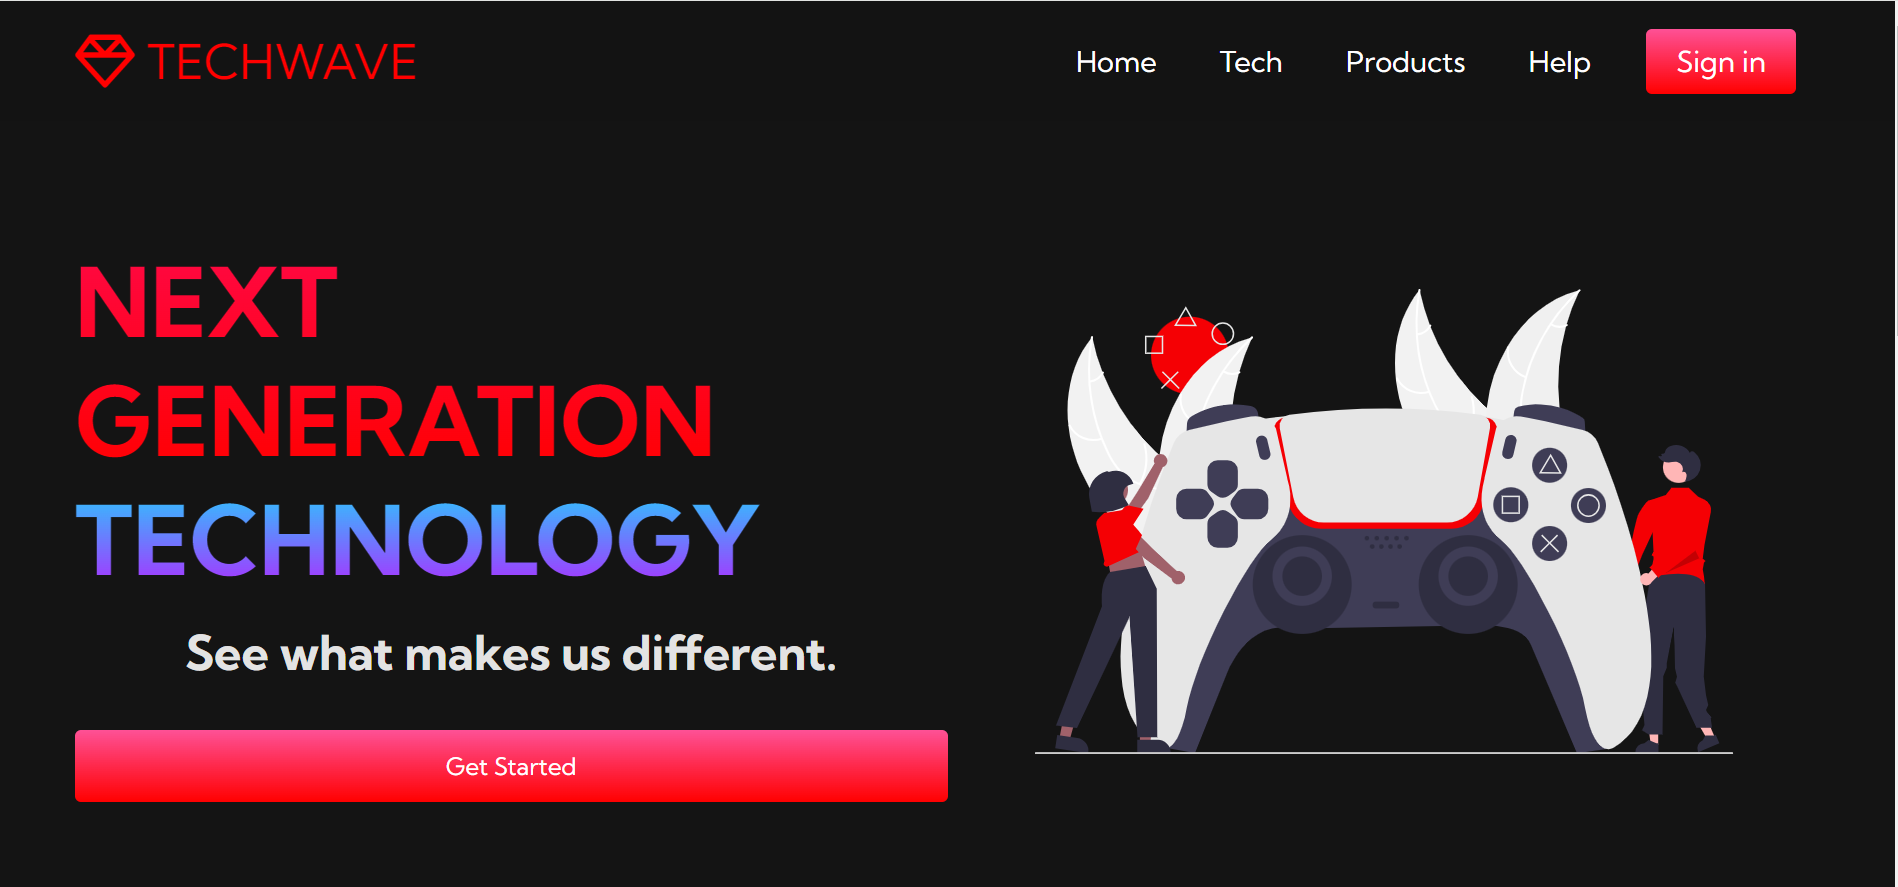 TECHWAVE
Home Tech Products Help Sign in
NEXT
GENERATION
TECHNOLOGY
See what makes us different.
Get Started